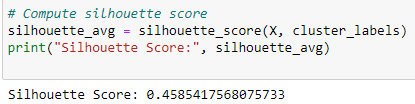 # Compute silhouette score
silhouette_avg = silhouette_score(X, cluster_labels)
print("Silhouette Score:", silhouette_avg)
Silhouette Score: 0.4585417568075733